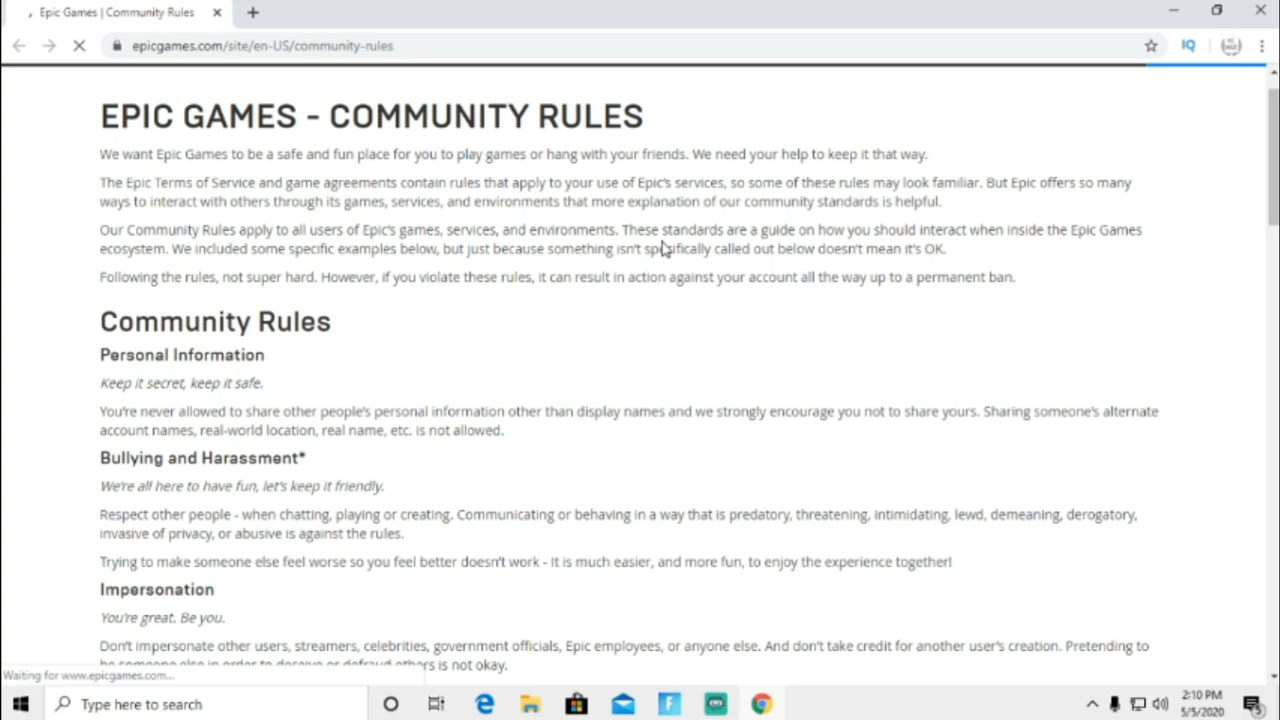 Epic Games | Community Rules
epicgames.com/site/en-US/community-rules
IQ
EPIC GAMES - COMMUNITY RULES
We want Epic Games to be a safe and fun place for you to play games or hang with your friends. We need your help to keep it that way.
The Epic Terms of Service and game agreements contain rules that apply to your use of Epic's services, so some of these rules may look familiar. But Epic offers so many
ways to interact with others through its games, services, and environments that more explanation of our community standards is helpful.
Our Community Rules apply to all users of Epic's games, services, and environments. These standards are a guide on how you should interact when inside the Epic Games
ecosystem. We included some specific examples below, but just because something isn't specifically called out below doesn't mean it's OK.
Following the rules, not super hard. However, if you violate these rules, it can result in action against your account all the way up to a permanent ban.
Community Rules
Personal Information
Keep it secret, keep it safe.
You're never allowed to share other people's personal information other than display names and we strongly encourage you not to share yours. Sharing someone's alternate
account names, real-world location, real name, etc. is not allowed.
Bullying and Harassment*
We're all here to have fun, let's keep it friendly.
Respect other people - when chatting, playing or creating. Communicating or behaving in a way that is predatory, threatening, intimidating, lewd, demeaning, derogatory,
invasive of privacy, or abusive is against the rules.
Trying to make someone else feel worse so you feel better doesn't work - It is much easier, and more fun, to enjoy the experience together!
Impersonation
You're great. Be you.
Don't impersonate other users, streamers, celebrities, government officials, Epic employees, or anyone else. And don't take credit for another user's creation. Pretending to
be someone else in order to deceive or defraud others is not okay.
Waiting for www.epicgames.com...
Type here to search
2:10 PM
5/5/2020